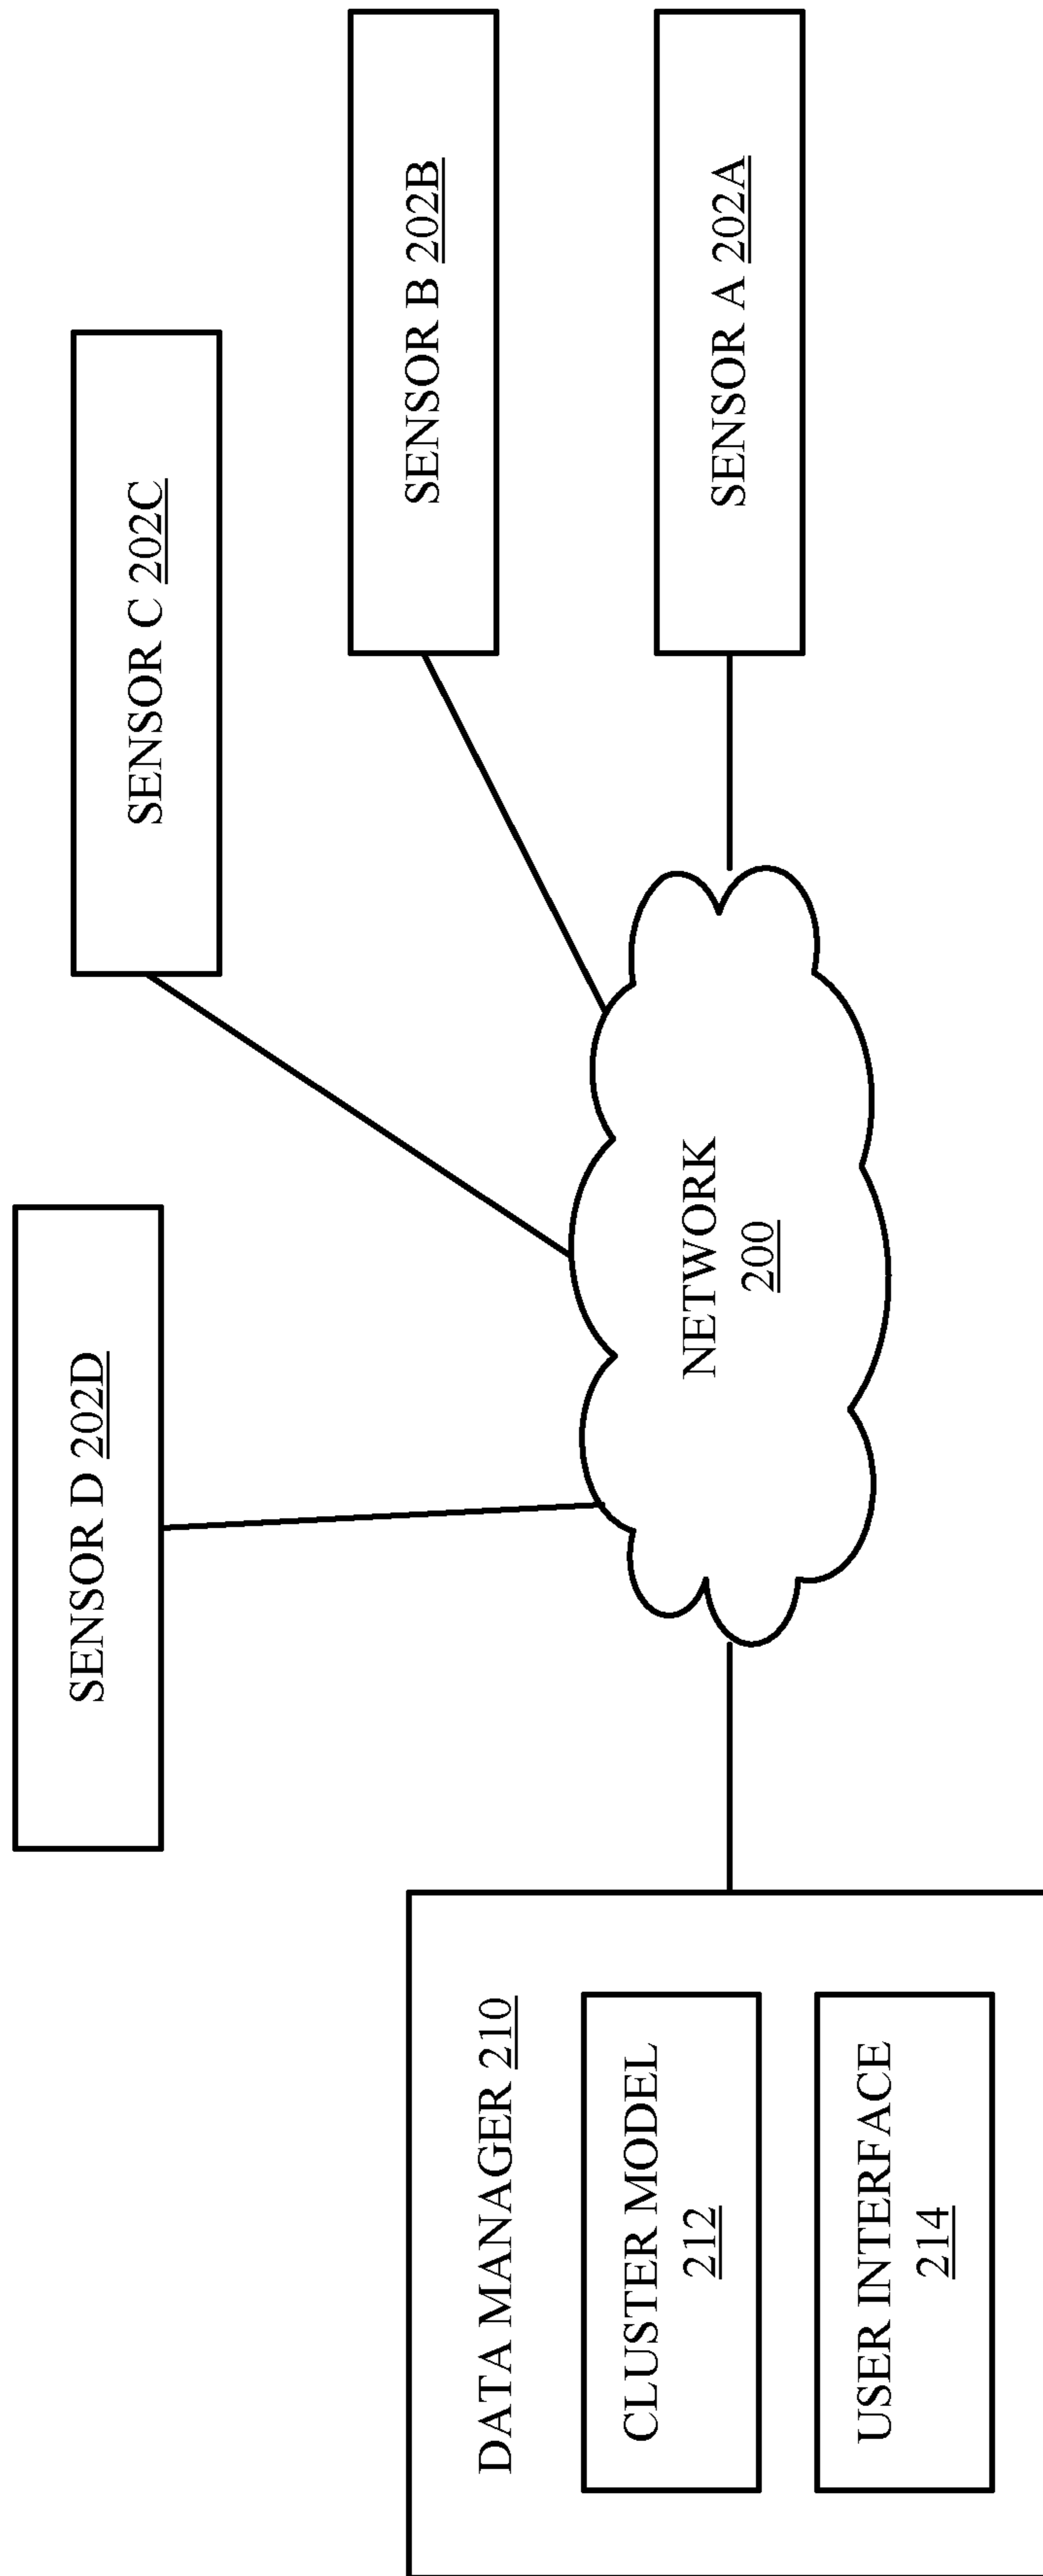 SENSOR D 202D
SENSOR C 202C
SENSOR B 202B
SENSOR A 202A
NETWORK
200
DATA MANAGER 210
CLUSTER MODEL
212
USER INTERFACE
214